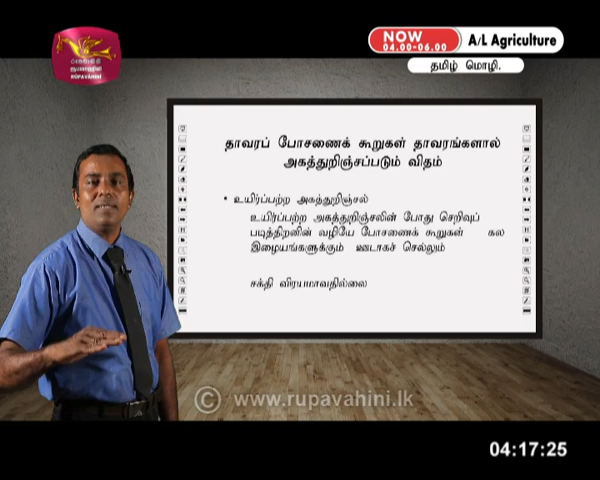 NOW
04.00-06.00
A/L Agriculture
தமிழ் மொழி.
RUPAVAHINI
தாவரப் போசணைக் கூறுகள் தாவரங்களால்
அகத்துறிஞ்சப்படும் விதம்
• உயிர்ப்பற்ற அகத்துறிஞ்சல்
உயிர்ப்பற்ற அகத்துறிஞ்சலின் போது செறிவுப்
படித்திறனின் வழியே போசணைக் கூறுகள் கல
இழையங்களுக்கும் ஊடாகச் செல்லும்
சக்தி விரயமாவதில்லை
© www.rupavahini.lk
04:17:25